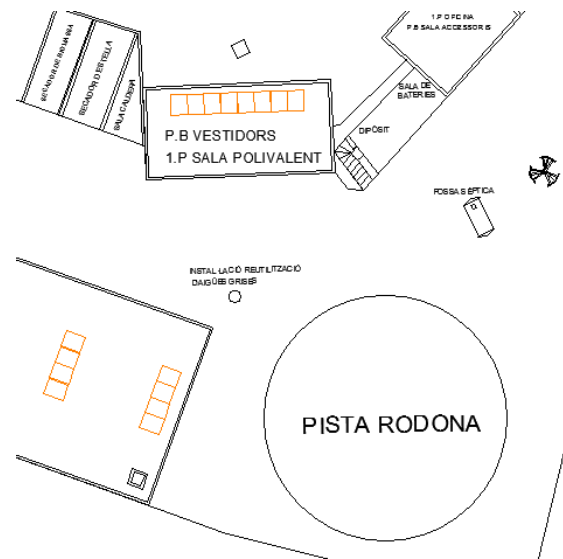 1.P OFICINA
P.B SALA ACCESSORIS
SECADOR D'ESTELLA
SALA CALDERA
SALA DE
BATERIES
DIPÒSIT
P.B VESTIDORS
1.P SALA POLIVALENT
FOSSA SÈPTICA
INSTAL·LACIÓ REUTILITZACIÓ
DAIGÜES GRISES
PISTA RODONA